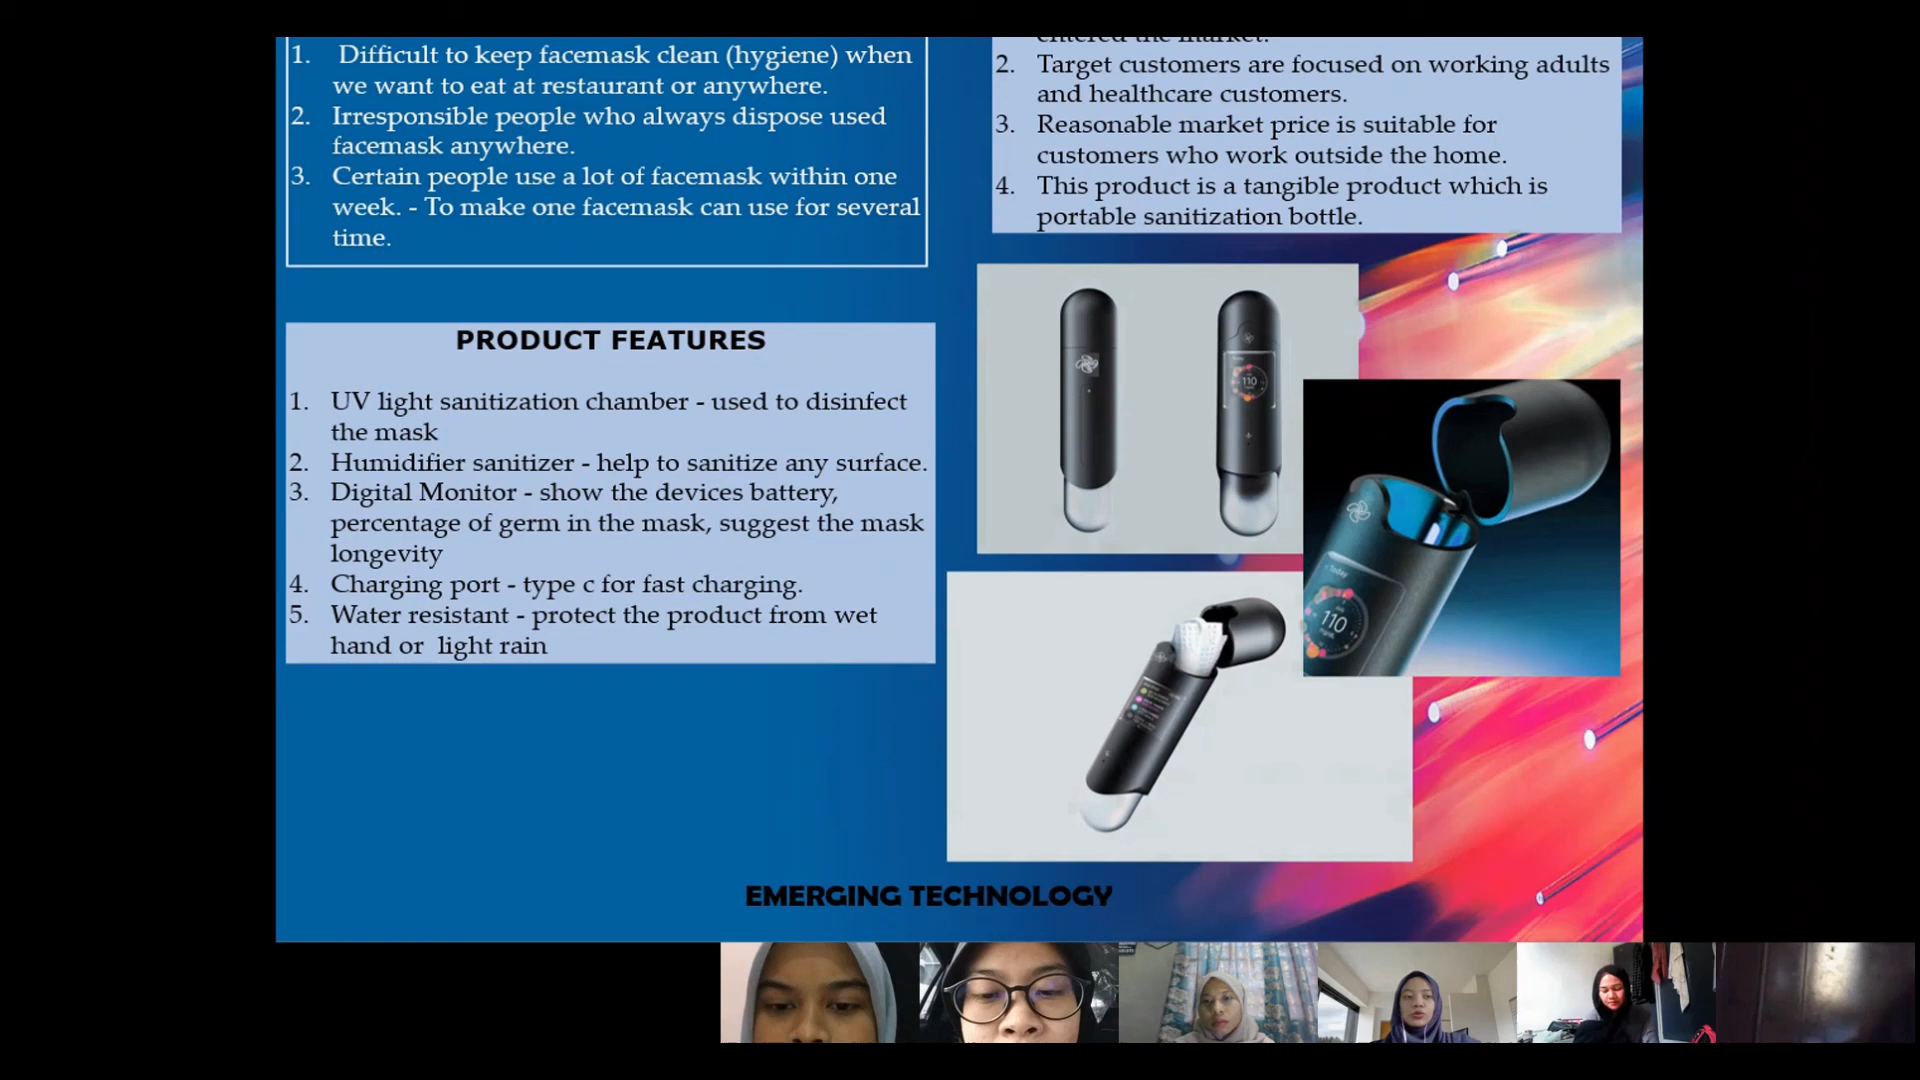 1. Difficult to keep facemask clean (hygiene) when
we want to eat at restaurant or anywhere.
2. Irresponsible people who always dispose used
facemask anywhere.
3. Certain people use a lot of facemask within one
week. - To make one facemask can use for several
time.
entered the market.
2. Target customers are focused on working adults
and healthcare customers.
3. Reasonable market price is suitable for
customers who work outside the home.
4. This product is a tangible product which is
portable sanitization bottle.
PRODUCT FEATURES
1. UV light sanitization chamber - used to disinfect
the mask
2. Humidifier sanitizer - help to sanitize any surface.
3. Digital Monitor - show the devices battery,
percentage of germ in the mask, suggest the mask
longevity
4. Charging port - type c for fast charging.
5. Water resistant - protect the product from wet
hand or  light rain
110
Today
110
EMERGING TECHNOLOGY